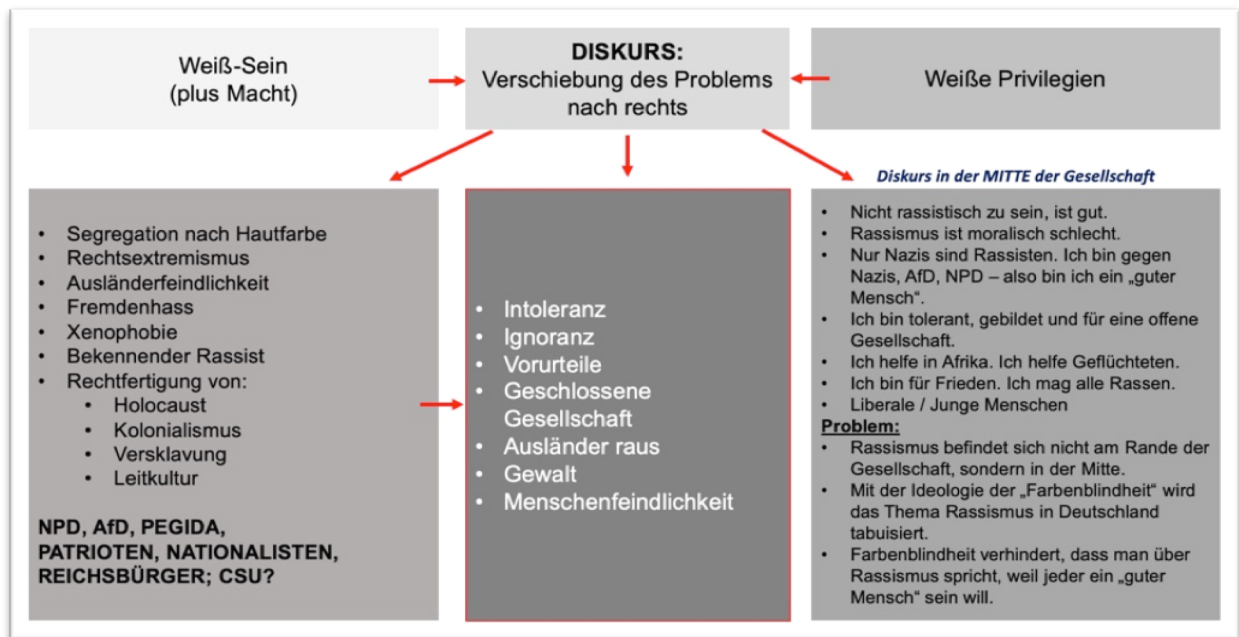 Weiß-Sein
(plus Macht)
DISKURS:
Verschiebung des Problems
nach rechts
Weiße Privilegien
• Segregation nach Hautfarbe
• Rechtsextremismus
• Ausländerfeindlichkeit
• Fremdenhass
• Xenophobie
• Bekennender Rassist
• Rechtfertigung von:
• Holocaust
• Kolonialismus
• Versklavung
• Leitkultur
NPD, AfD, PEGIDA,
PATRIOTEN, NATIONALISTEN,
REICHSBÜRGER; CSU?
• Intoleranz
• Ignoranz
• Vorurteile
• Geschlossene
Gesellschaft
• Ausländer raus
• Gewalt
• Menschenfeindlichkeit
Diskurs in der MITTE der Gesellschaft
• Nicht rassistisch zu sein, ist gut.
• Rassismus ist moralisch schlecht.
• Nur Nazis sind Rassisten. Ich bin gegen
Nazis, AfD, NPD – also bin ich ein „guter
Mensch“.
• Ich bin tolerant, gebildet und für eine offene
Gesellschaft.
• Ich helfe in Afrika. Ich helfe Geflüchteten.
• Ich bin für Frieden. Ich mag alle Rassen.
• Liberale / Junge Menschen
Problem:
• Rassismus befindet sich nicht am Rande der
Gesellschaft, sondern in der Mitte.
• Mit der Ideologie der „Farbenblindheit“ wird
das Thema Rassismus in Deutschland
tabuisiert.
• Farbenblindheit verhindert, dass man über
Rassismus spricht, weil jeder ein „guter
Mensch“ sein will.